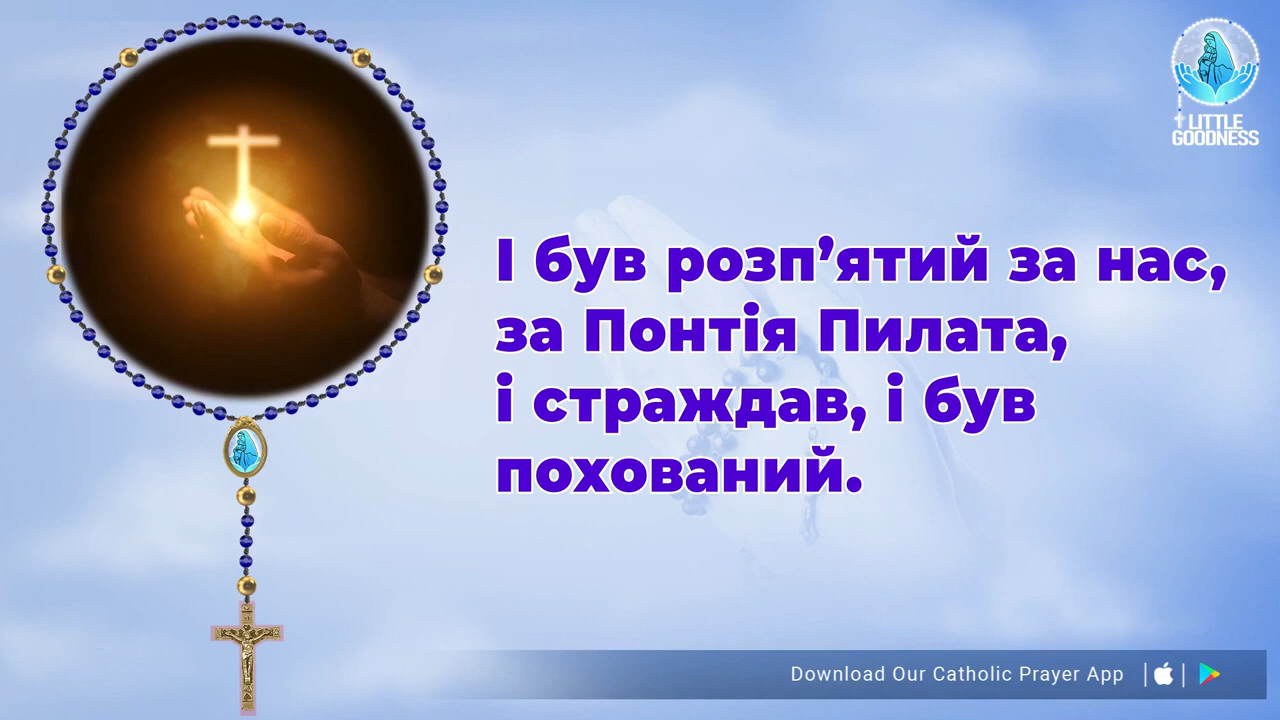 LITTLE
GOODNESS
І був розп’ятий за нас,
за Понтія Пилата,
і страждав, і був
похований.
Download Our Catholic Prayer App